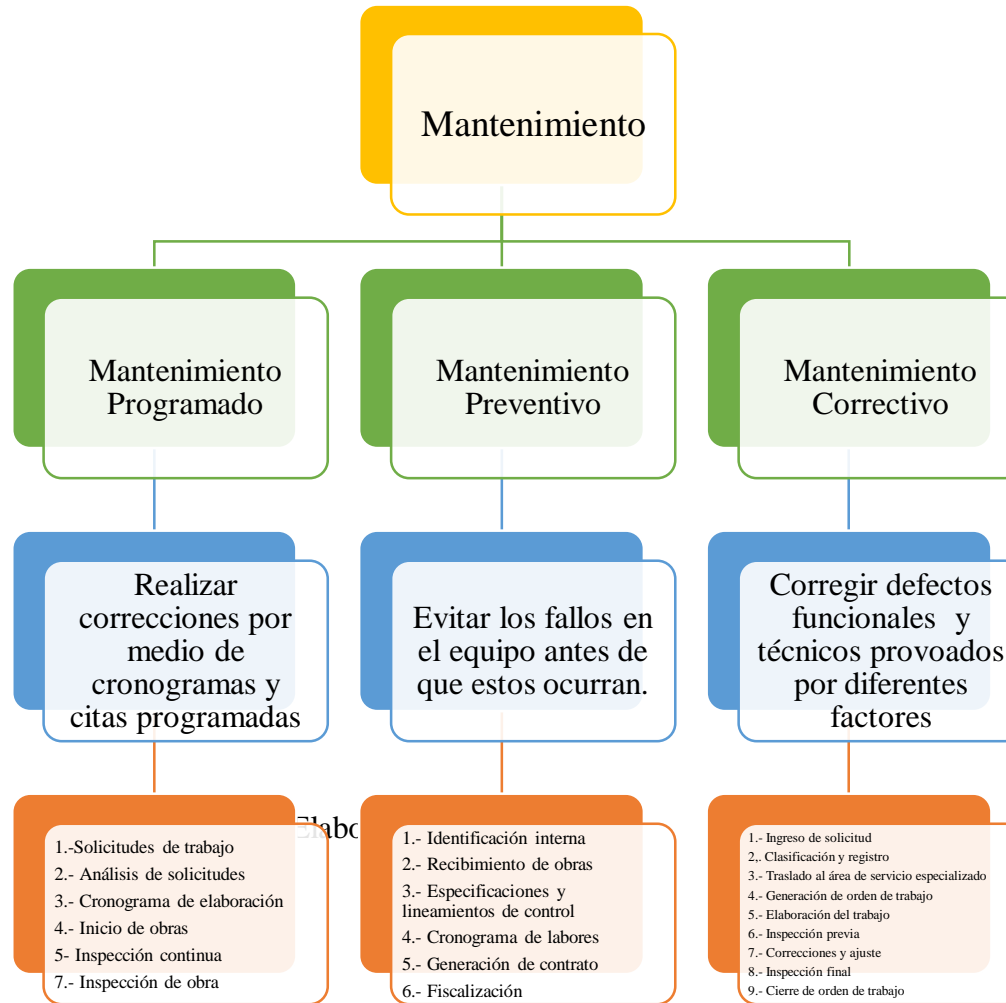 Mantenimiento
Mantenimiento
Programado
Mantenimiento
Preventivo
Mantenimiento
Correctivo
Realizar
correcciones por
medio de
cronogramas y
citas programadas
Evitar los fallos en
el equipo antes de
que estos ocurran.
Corregir defectos
funcionales y
técnicos provoados
por diferentes
factores
1.-Solicitudes de trabajo
2.- Análisis de solicitudes
3.- Cronograma de elaboración
4.- Inicio de obras
5- Inspección continua
7.- Inspección de obra
1.- Identificación interna
2.- Recibimiento de obras
3.- Especificaciones y
lineamientos de control
4.- Cronograma de labores
5.- Generación de contrato
6.- Fiscalización
1.- Ingreso de solicitud
2,. Clasificación y registro
3.- Traslado al área de servicio especializado
4.- Generación de orden de trabajo
5.- Elaboración del trabajo
6.- Inspección previa
7.- Correcciones y ajuste
8.- Inspección final
9.- Cierre de orden de trabajo